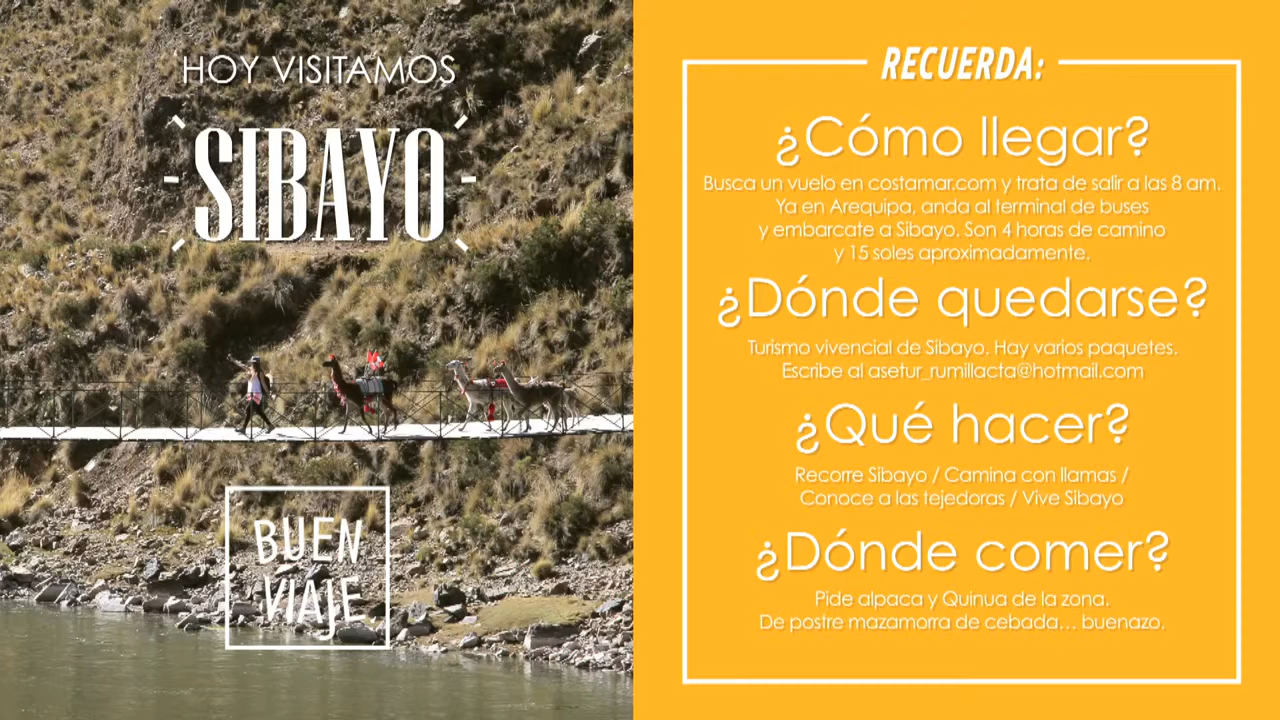 HOY VISITAMOS
SIBAYO
BUEN
VIAJE
RECUERDA:
¿Cómo llegar?
Busca un vuelo en costamar.com y trata de salir a las 8 am.
Ya en Arequipa, anda al terminal de buses
y embarcate a Sibayo. Son 4 horas de camino
y 15 soles aproximadamente.
¿Dónde quedarse?
Turismo vivencial de Sibayo. Hay varios paquetes.
Escribe al asetur_rumillacta@hotmail.com
¿Qué hacer?
Recorre Sibayo / Camina con llamas /
Conoce a las tejedoras / Vive Sibayo
¿Dónde comer?
Pide alpaca y Quinua de la zona.
De postre mazamorra de cebada... buenazo.